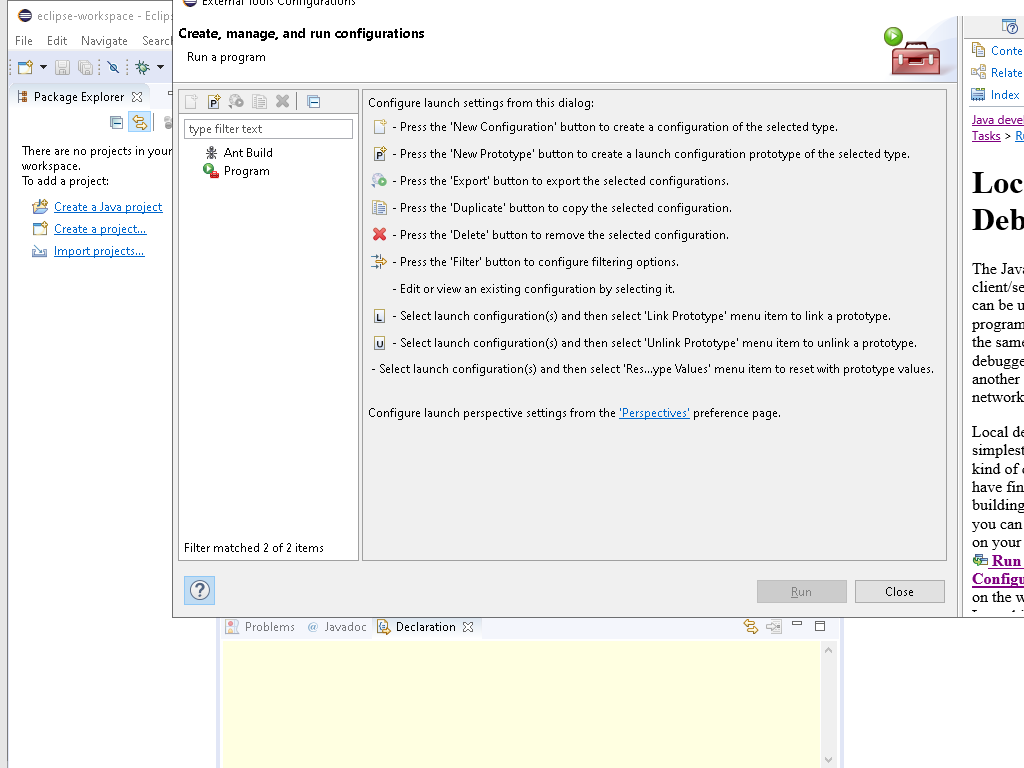 eclipse-workspace - Eclips
File Edit Navigate Search
Package Explorer
There are no projects in your
workspace.
To add a project:
Create a Java project
Create a project...
Import projects...
External Tools Configurations
Create, manage, and run configurations
Run a program
type filter text
Ant Build
Program
Filter matched 2 of 2 items
Configure launch settings from this dialog:
- Press the 'New Configuration' button to create a configuration of the selected type.
- Press the 'New Prototype' button to create a launch configuration prototype of the selected type.
- Press the 'Export' button to export the selected configurations.
- Press the 'Duplicate' button to copy the selected configuration.
- Press the 'Delete' button to remove the selected configuration.
- Press the 'Filter' button to configure filtering options.
- Edit or view an existing configuration by selecting it.
L - Select launch configuration(s) and then select 'Link Prototype' menu item to link a prototype.
U - Select launch configuration(s) and then select 'Unlink Prototype' menu item to unlink a prototype.
- Select launch configuration(s) and then select 'Res...ype Values' menu item to reset with prototype values.
Configure launch perspective settings from the 'Perspectives' preference page.
Run Close
Conte
Relate
Index
Java deve
Tasks > Ru
Loc
Deb
The Java
client/se
can be u
program
the same
debugge
another
network
Local de
simplest
kind of
have fin
building
you can
on your
Run
Configu
on the w
Problems @ Javadoc Declaration